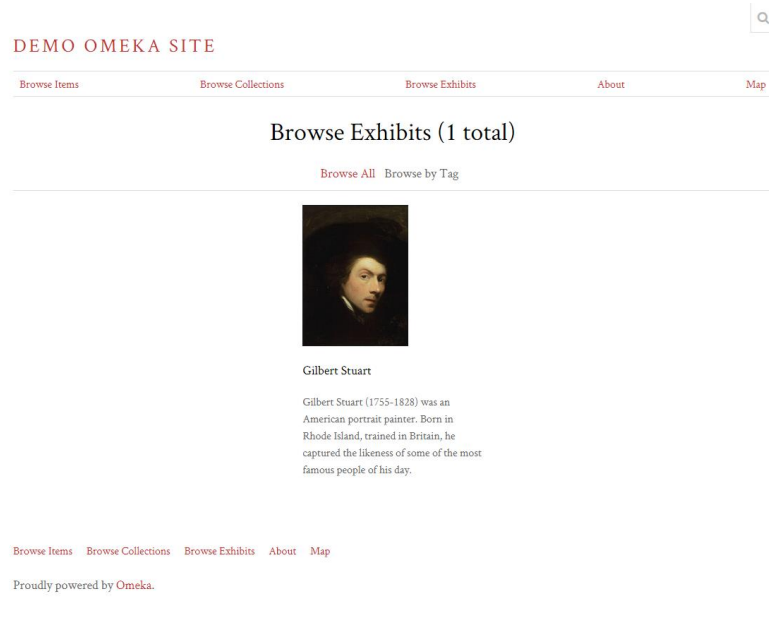 DEMO OMEKA SITE
Browse Items Browse Collections Browse Exhibits About Map
Browse Exhibits (1 total)
Browse All Browse by Tag
Gilbert Stuart
Gilbert Stuart (1755-1828) was an
American portrait painter. Born in
Rhode Island, trained in Britain, he
captured the likeness of some of the most
famous people of his day.
Browse Items Browse Collections Browse Exhibits About Map
Proudly powered by Omeka.